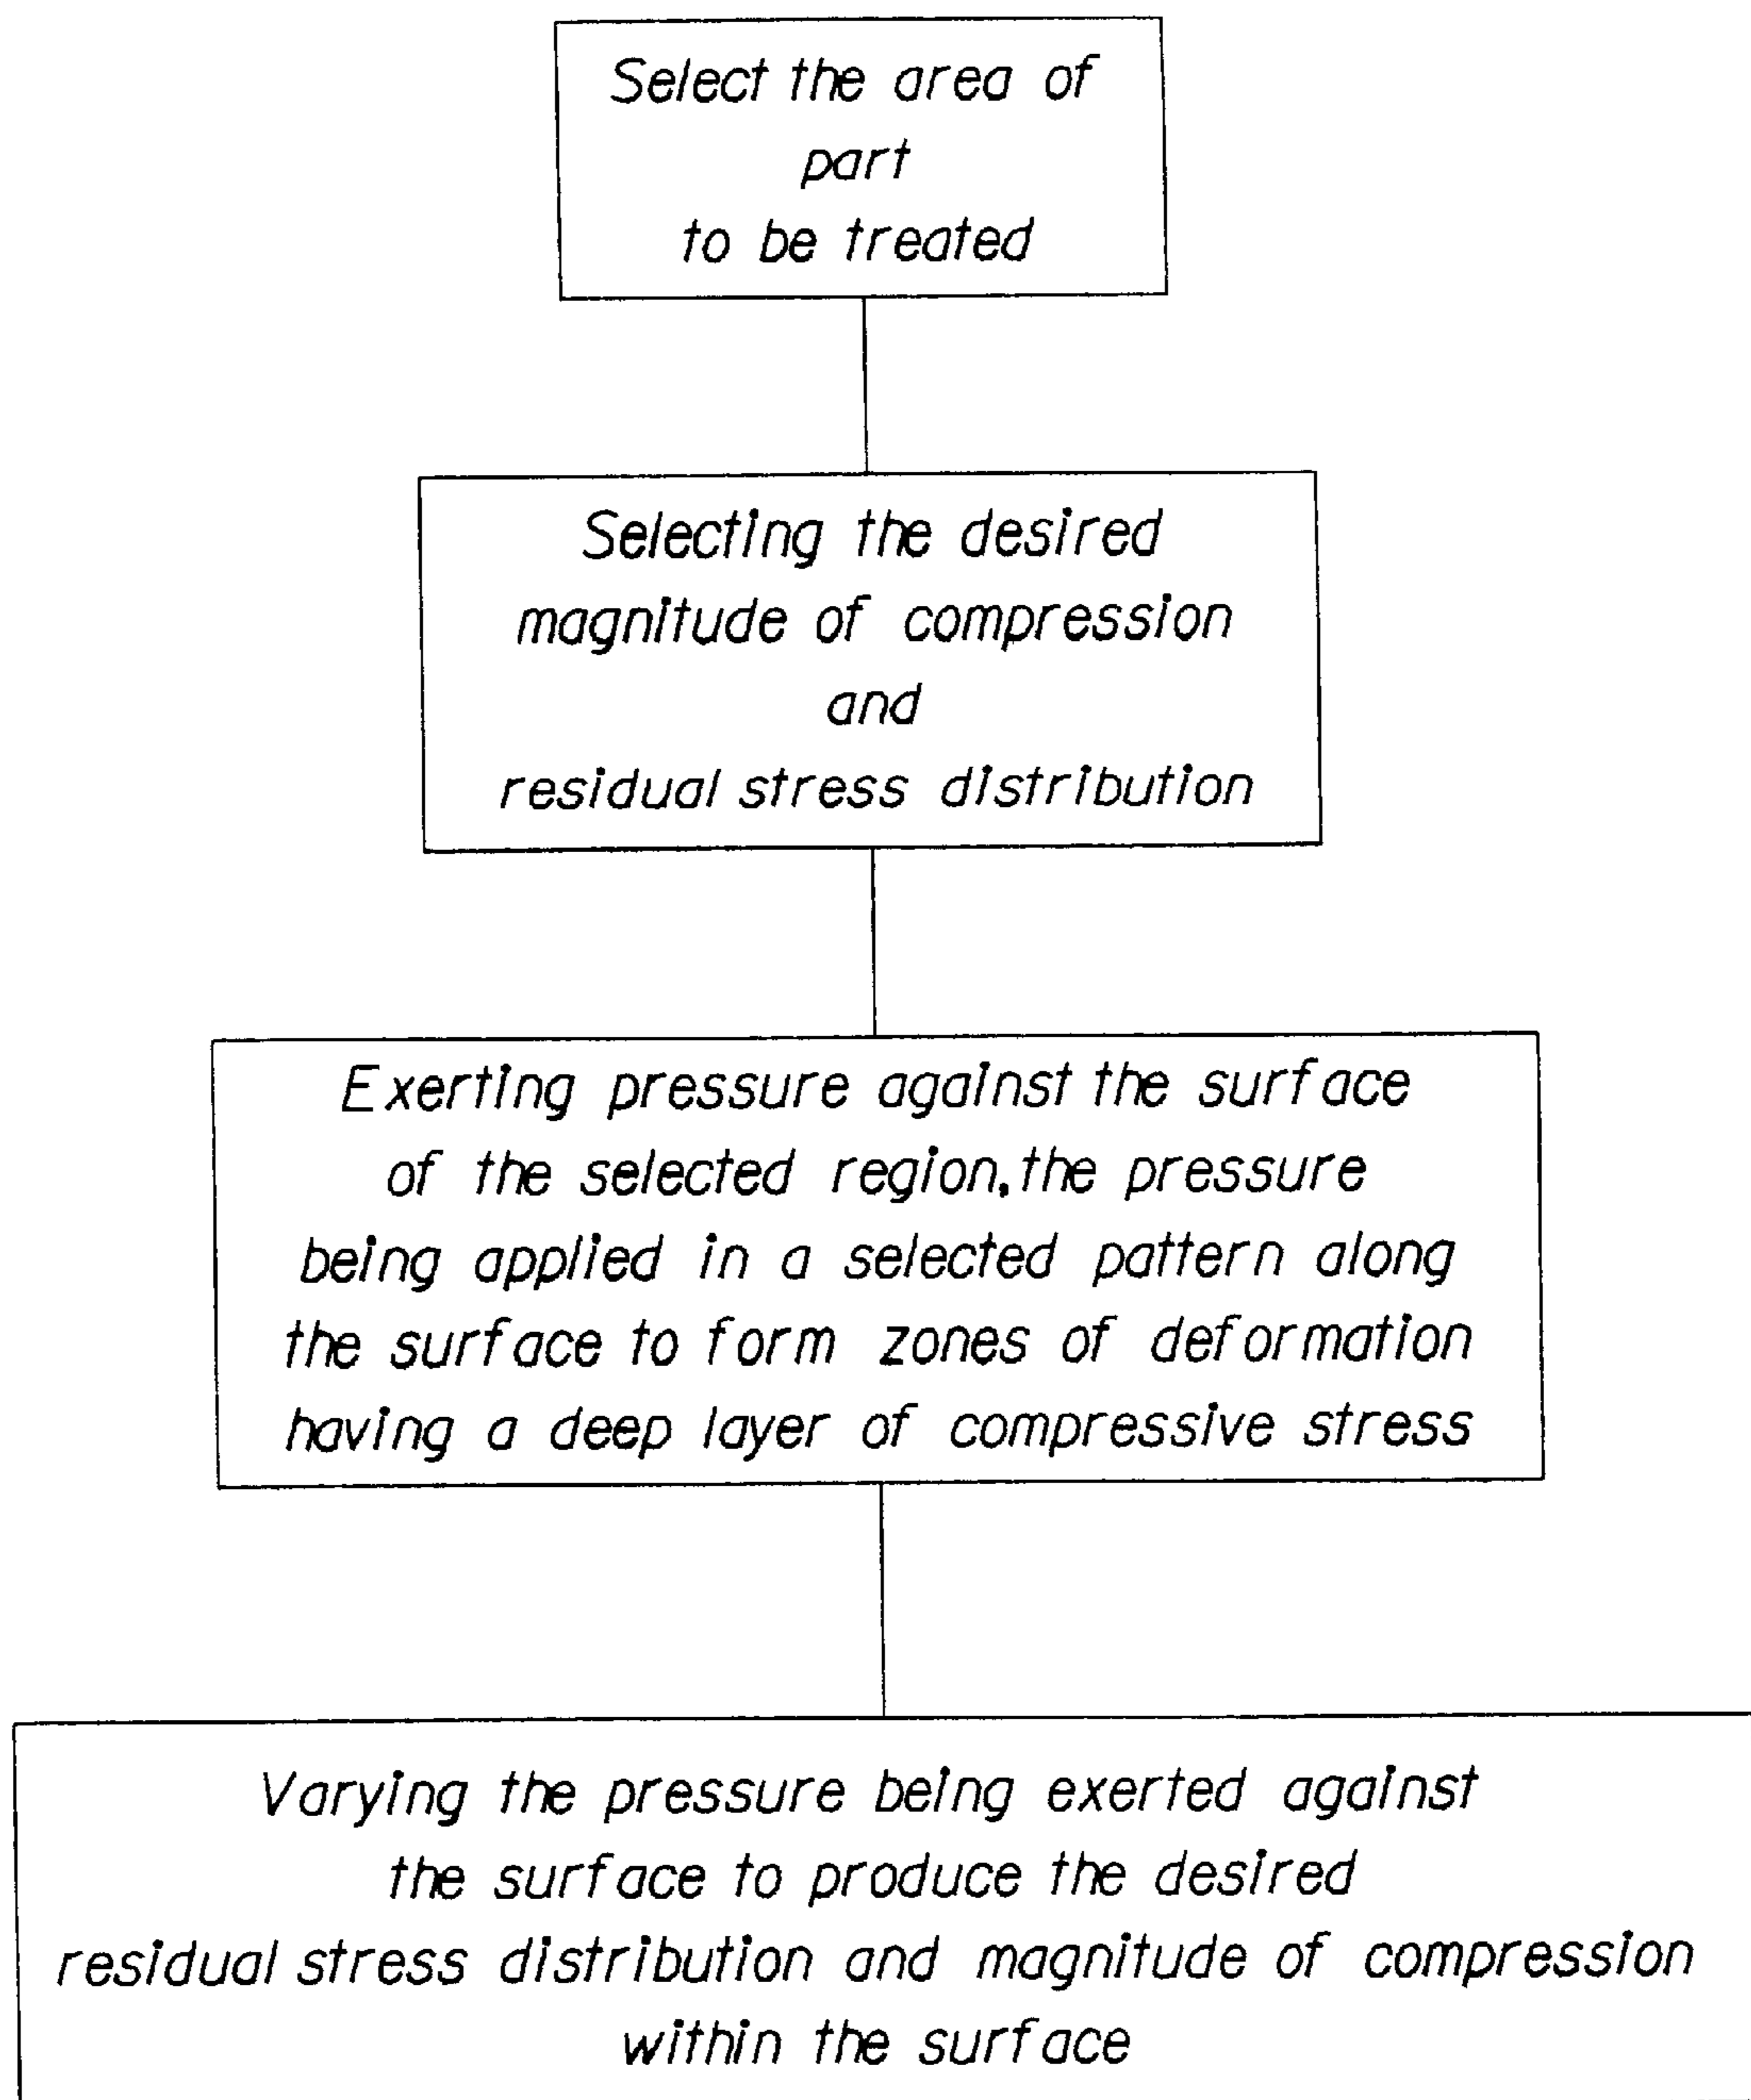 Select the area of
part
to be treated
Selecting the desired
magnitude of compression
and
residual stress distribution
Exerting pressure against the surface
of the selected region, the pressure
being applied in a selected pattern along
the surface to form zones of deformation
having a deep layer of compressive stress
Varying the pressure being exerted against
the surface to produce the desired
residual stress distribution and magnitude of compression
within the surface